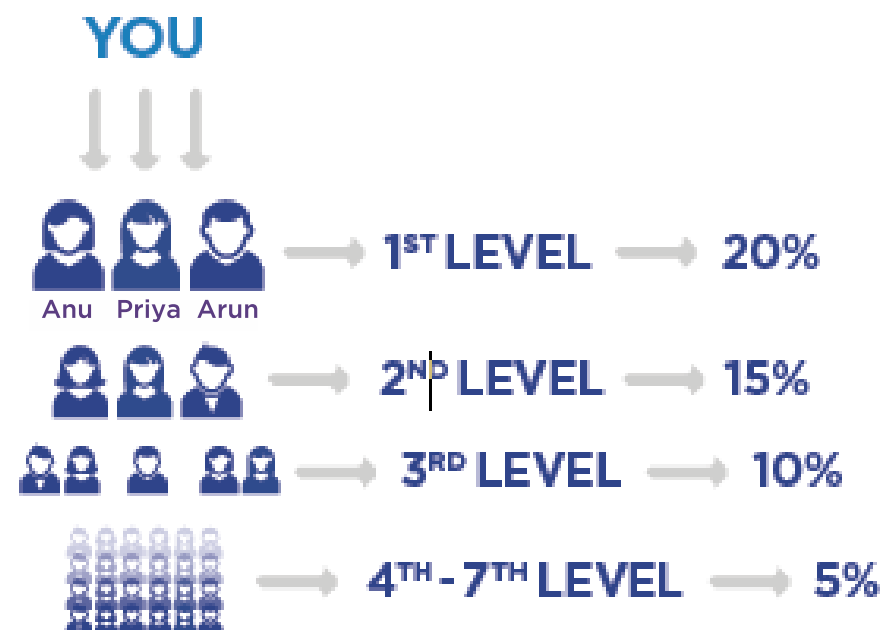 YOU
1ST LEVEL 20%
Anu Priya Arun
2ND LEVEL 15%
3RD LEVEL 10%
4TH - 7TH LEVEL 5%